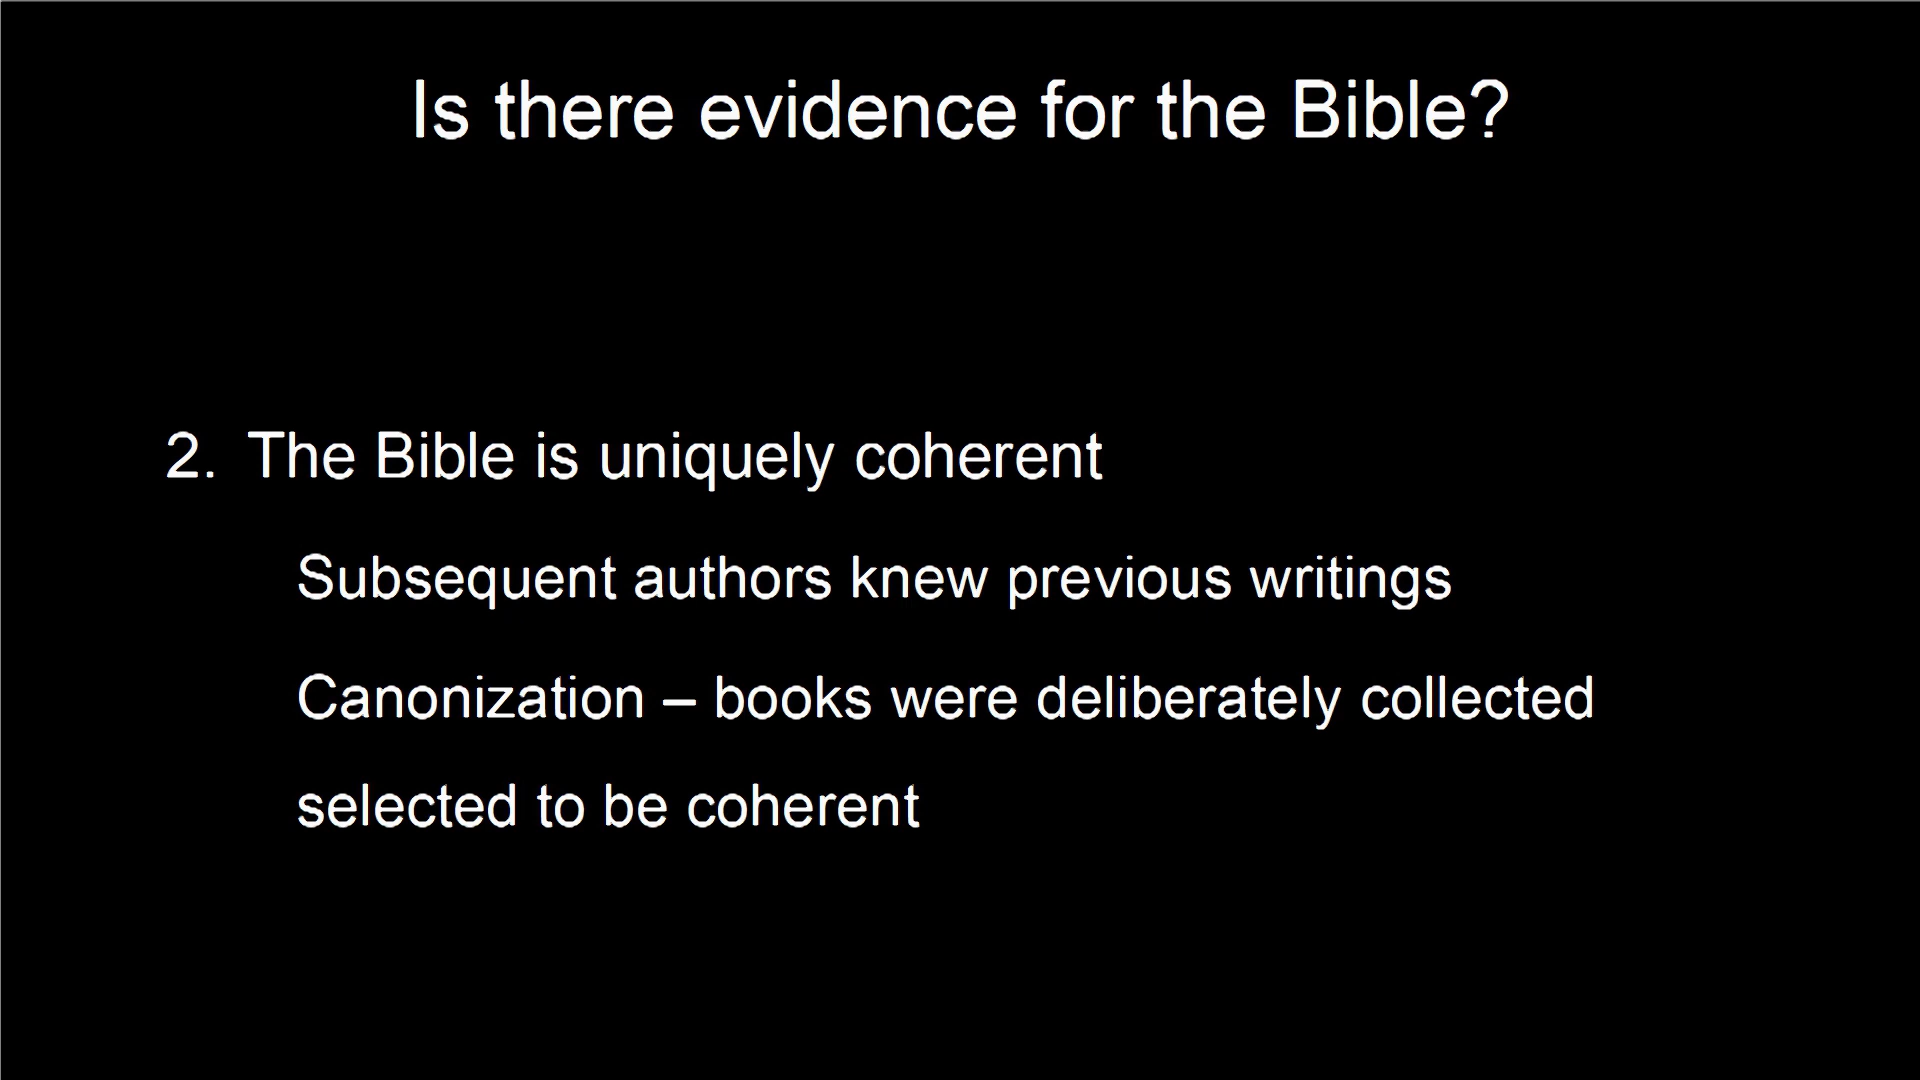 Is there evidence for the Bible?
2. The Bible is uniquely coherent
Subsequent authors knew previous writings
Canonization – books were deliberately collected
selected to be coherent